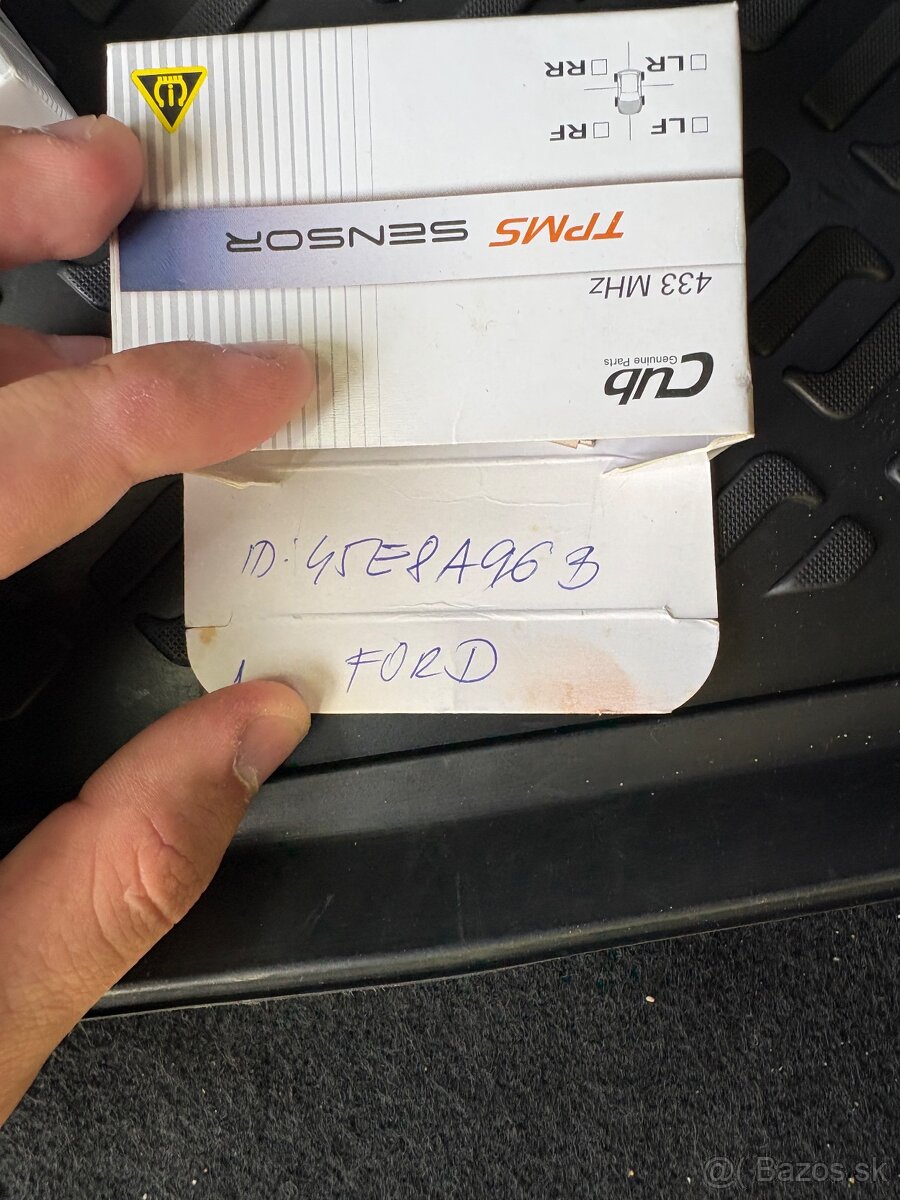 Cub
Genuine Parts
433 MHz
TPMS SENSOR
LF RF
LR RR
ID: 45E8A963
FORD
@( Bazos.sk